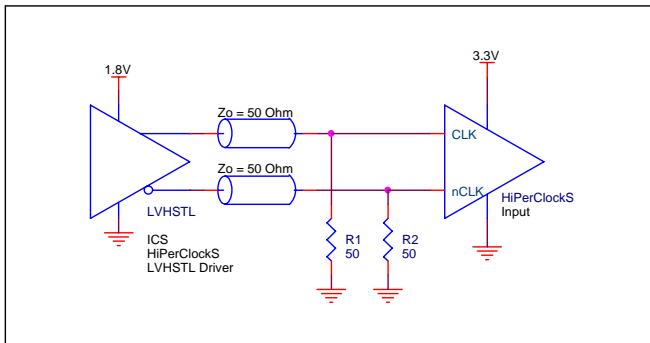 1.8V
3.3V
Zo = 50 Ohm
CLK
Zo = 50 Ohm
nCLK
HiPerClockS
Input
LVHSTL
ICS
HiPerClockS
LVHSTL Driver
R1
50
R2
50